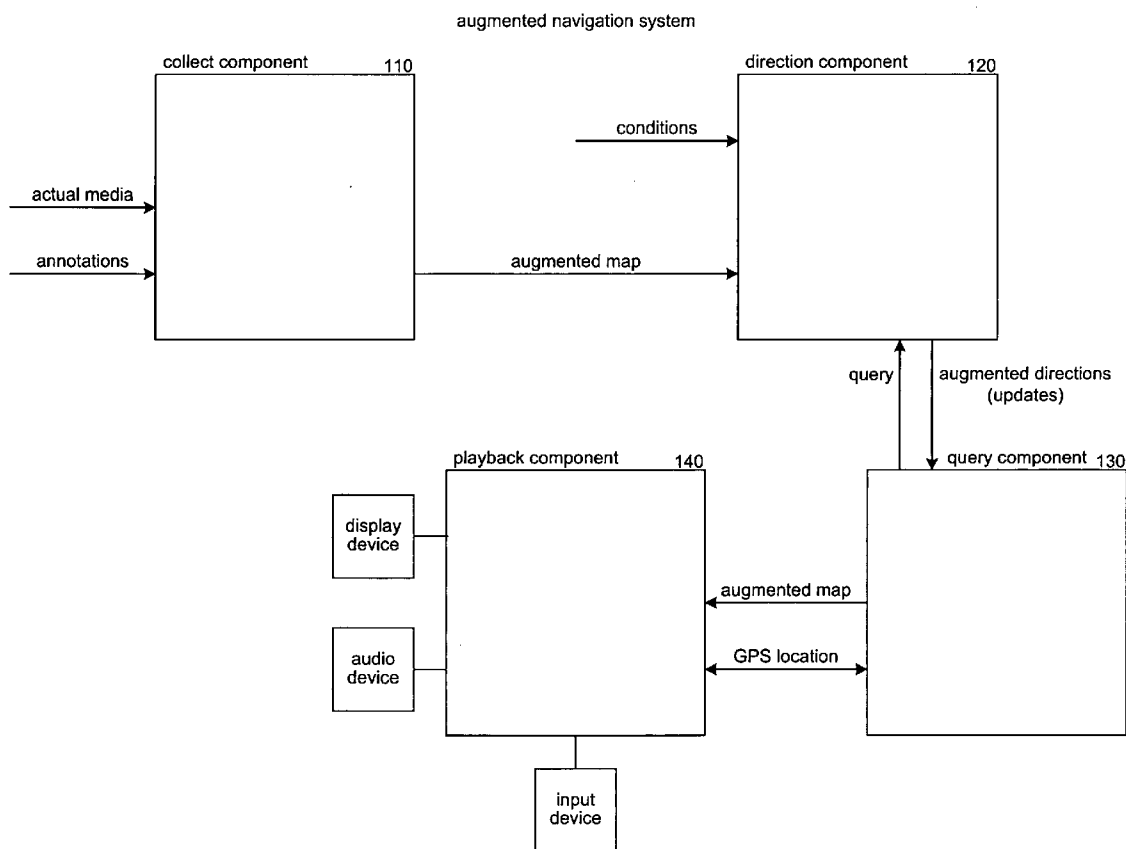 augmented navigation system
collect component 110
direction component 120
conditions
actual media
annotations
augmented map
query
augmented directions
(updates)
playback component 140
query component 130
display
device
augmented map
audio
device
GPS location
input
device